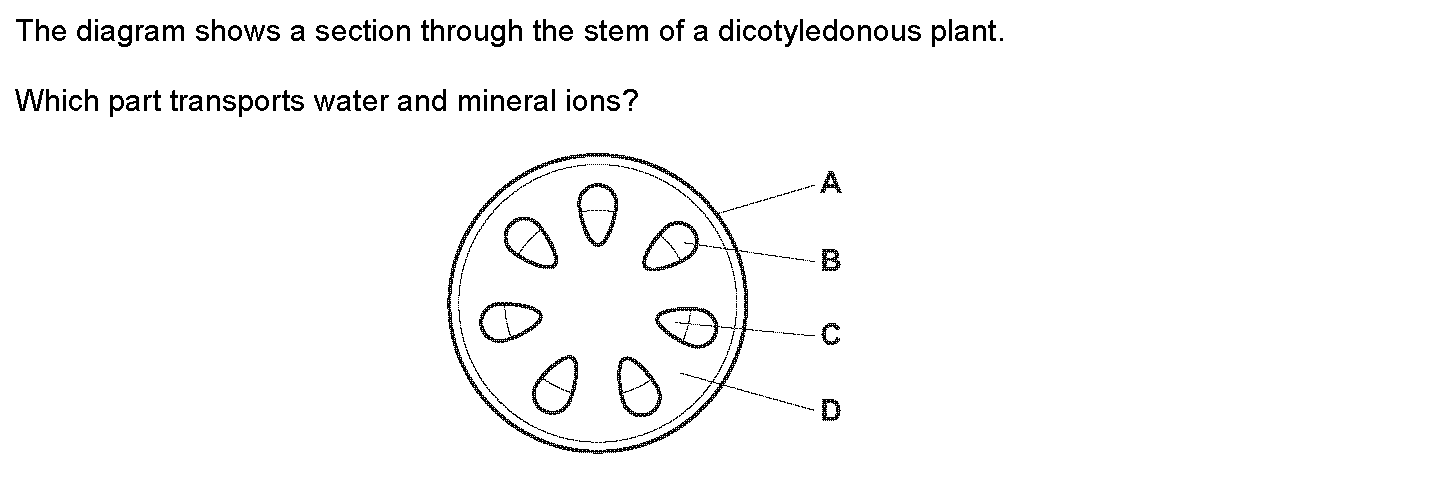 The diagram shows a section through the stem of a dicotyledonous plant.
Which part transports water and mineral ions?
A
B
C
D